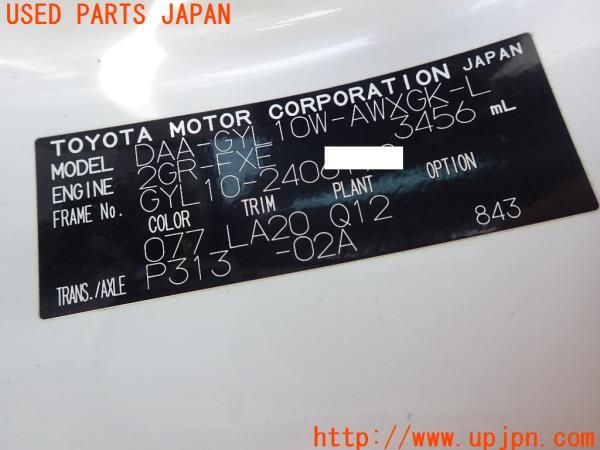 USED PARTS JAPAN
TOYOTA MOTOR CORPORATION JAPAN
MODEL DAA-GYL10W-AWXGK-L
ENGINE 2GR-FXE 3456 mL
FRAME No. GYL10-2406
COLOR TRIM PLANT OPTION
077 LA20 Q12 843
TRANS./AXLE P313 -02A
http://www.upjpn.com/